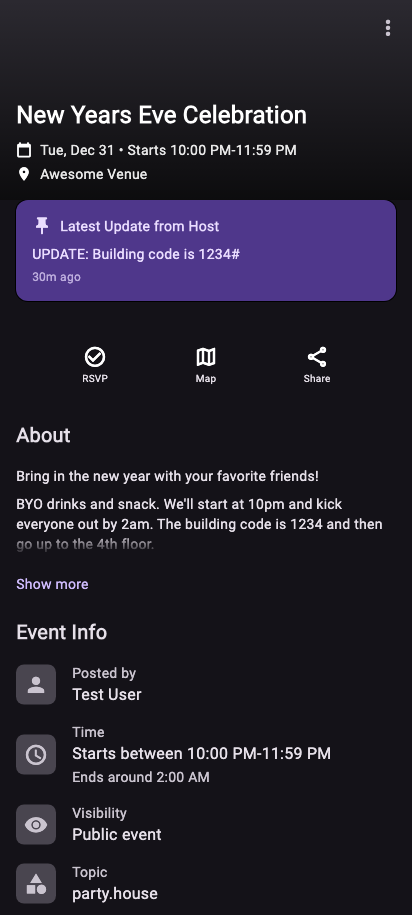 New Years Eve Celebration
Tue, Dec 31 • Starts 10:00 PM-11:59 PM
Awesome Venue
Latest Update from Host
UPDATE: Building code is 1234#
30m ago
RSVP
Map
Share
About
Bring in the new year with your favorite friends!
BYO drinks and snack. We'll start at 10pm and kick
everyone out by 2am. The building code is 1234 and then
go up to the 4th floor.
Show more
Event Info
Posted by
Test User
Time
Starts between 10:00 PM-11:59 PM
Ends around 2:00 AM
Visibility
Public event
Topic
party.house